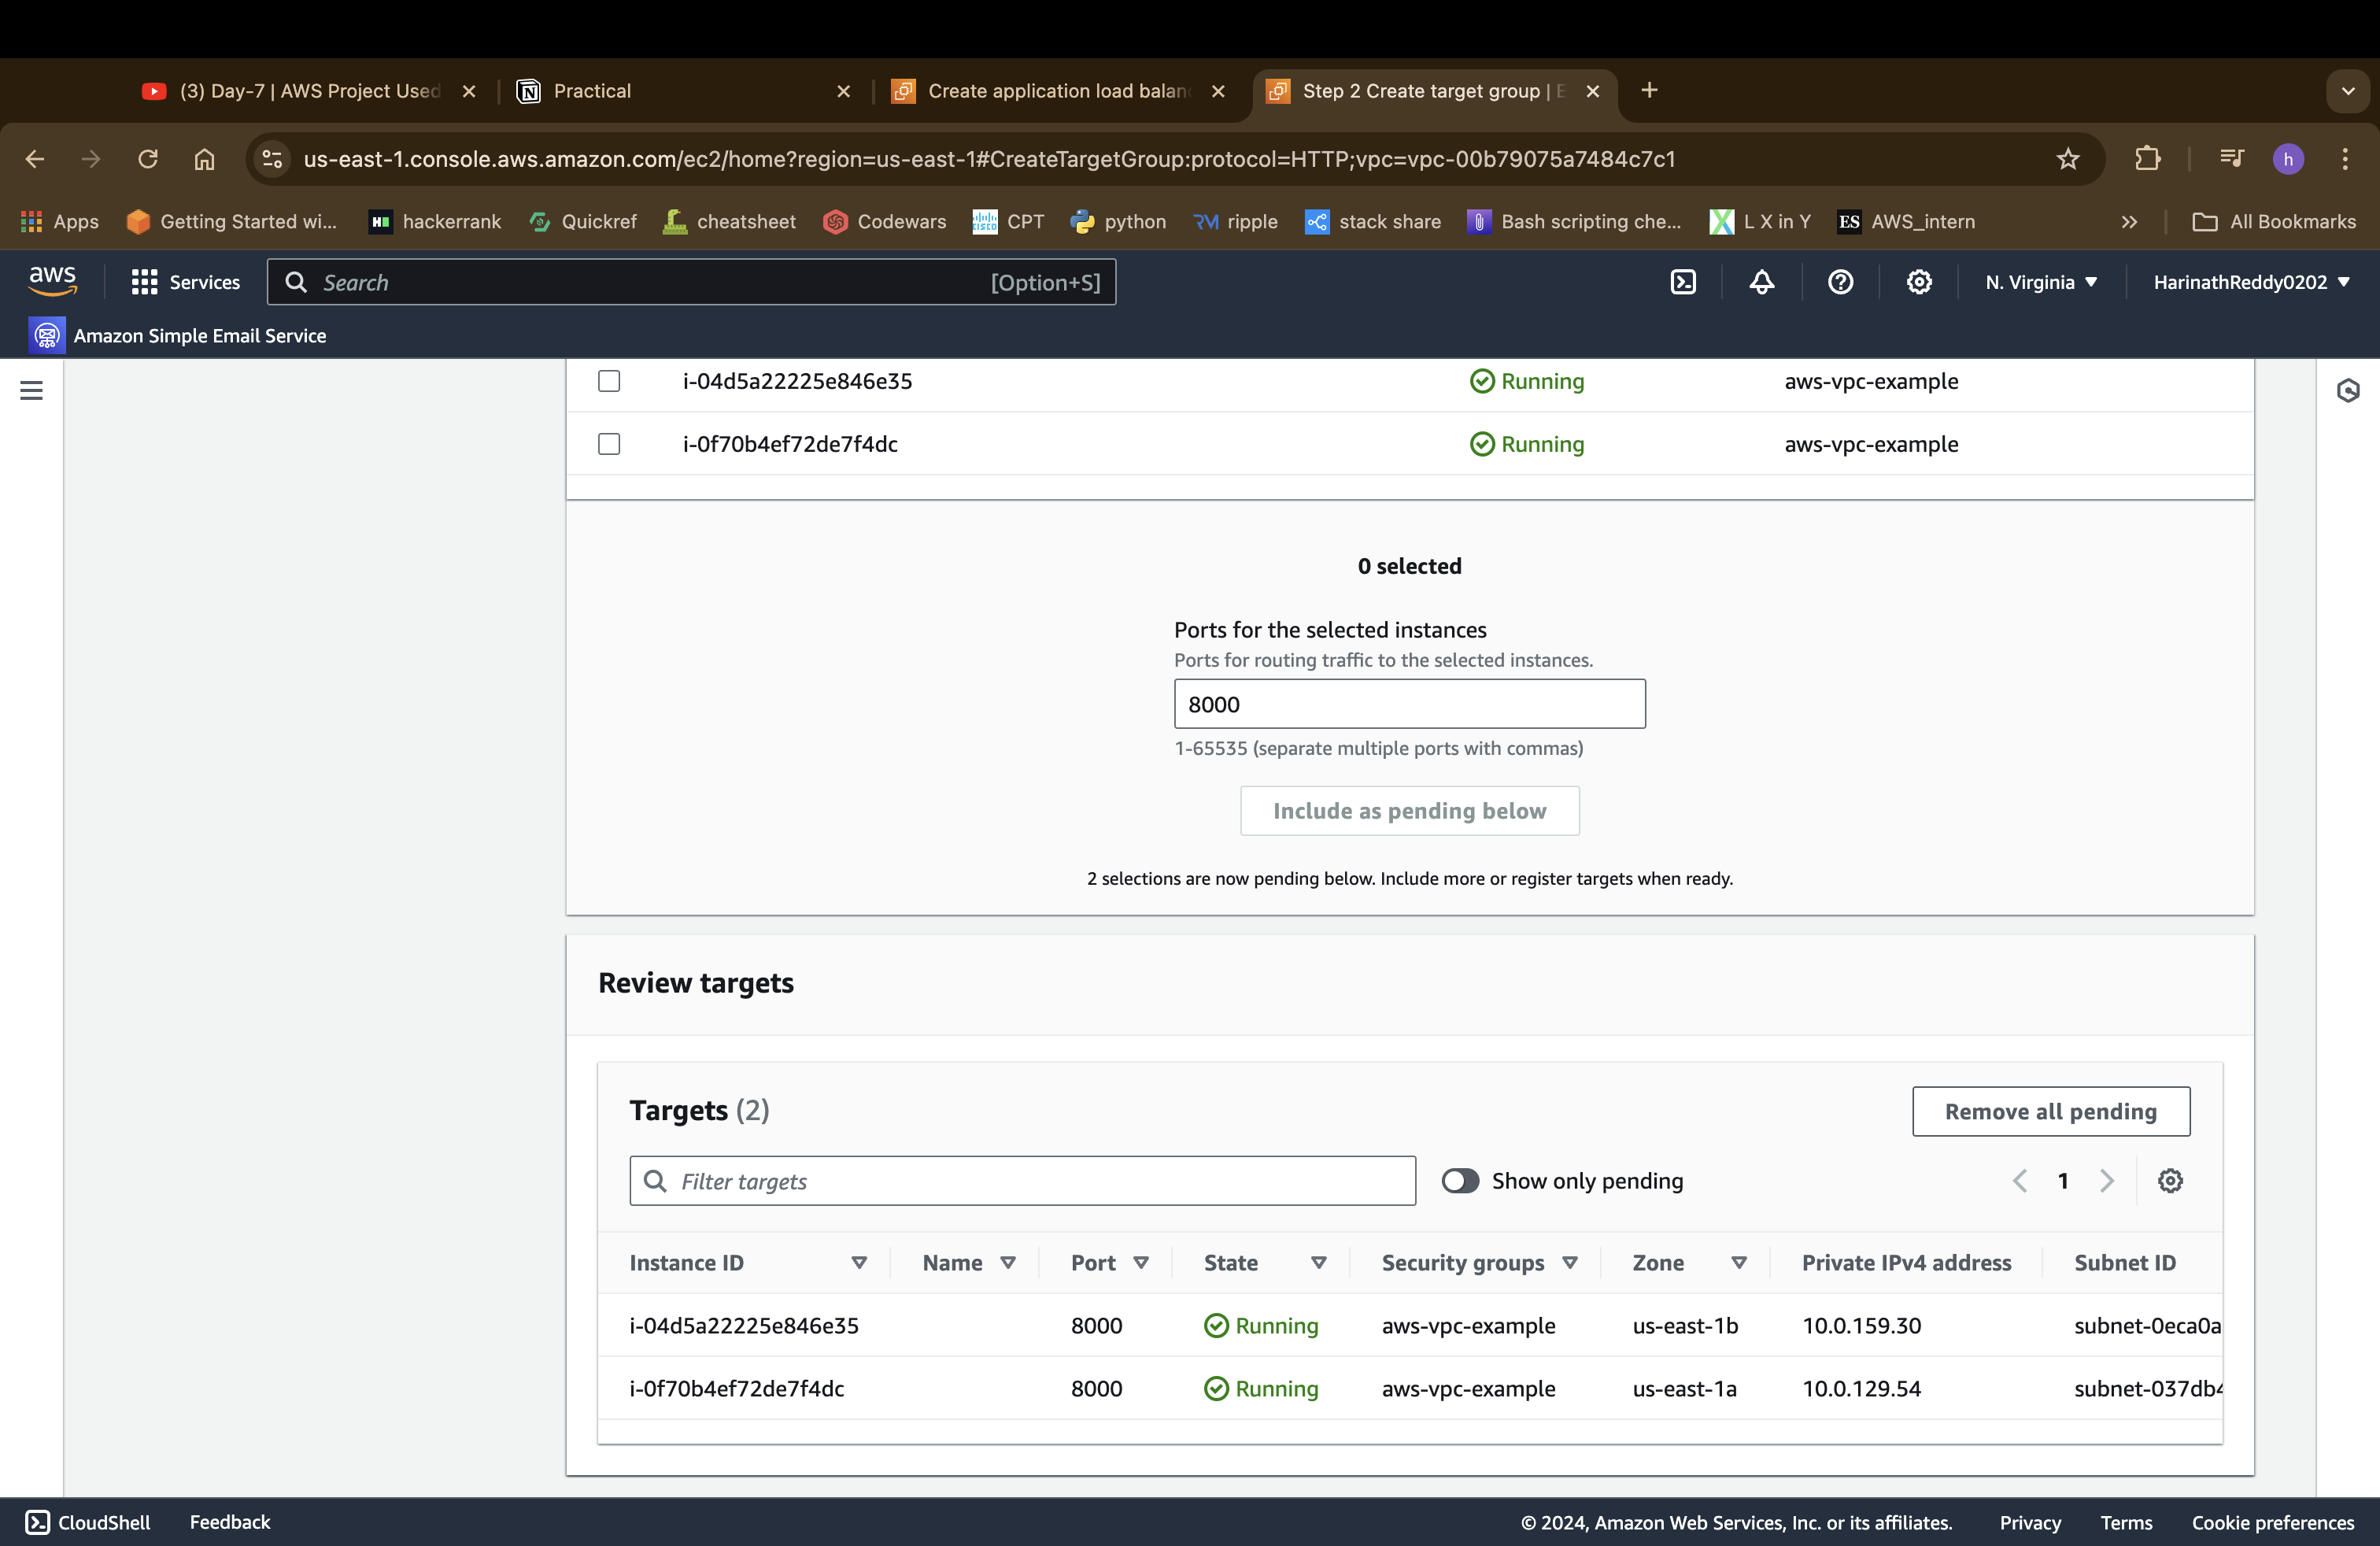 (3) Day-7 | AWS Project Used
Practical
Create application load balan
Step 2 Create target group | E
us-east-1.console.aws.amazon.com/ec2/home?region=us-east-1#CreateTargetGroup:protocol=HTTP;vpc=vpc-00b79075a7484c7c1
h
Apps
Getting Started wi...
hackerrank
Quickref
cheatsheet
Codewars
CPT
python
ripple
stack share
Bash scripting che...
L X in Y
ES AWS_intern
All Bookmarks
aws
Services
Search
[Option+S]
N. Virginia
HarinathReddy0202
Amazon Simple Email Service
i-04d5a22225e846e35 Running aws-vpc-example
i-0f70b4ef72de7f4dc Running aws-vpc-example
0 selected
Ports for the selected instances
Ports for routing traffic to the selected instances.
8000
1-65535 (separate multiple ports with commas)
Include as pending below
2 selections are now pending below. Include more or register targets when ready.
Review targets
Targets (2)
Remove all pending
Filter targets
Show only pending
1
Instance ID Name Port State Security groups Zone Private IPv4 address Subnet ID
i-04d5a22225e846e35 8000 Running aws-vpc-example us-east-1b 10.0.159.30 subnet-0eca0a
i-0f70b4ef72de7f4dc 8000 Running aws-vpc-example us-east-1a 10.0.129.54 subnet-037db4
CloudShell
Feedback
© 2024, Amazon Web Services, Inc. or its affiliates.
Privacy
Terms
Cookie preferences